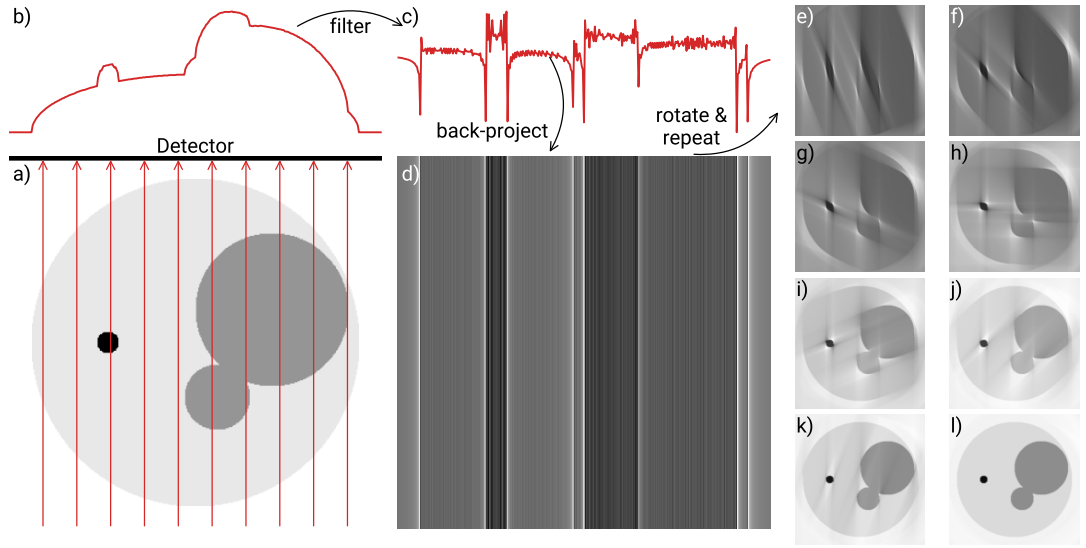 b)
filter
c)
back-project
rotate &
repeat
Detector
a)
d)
e)
f)
g)
h)
i)
j)
k)
l)